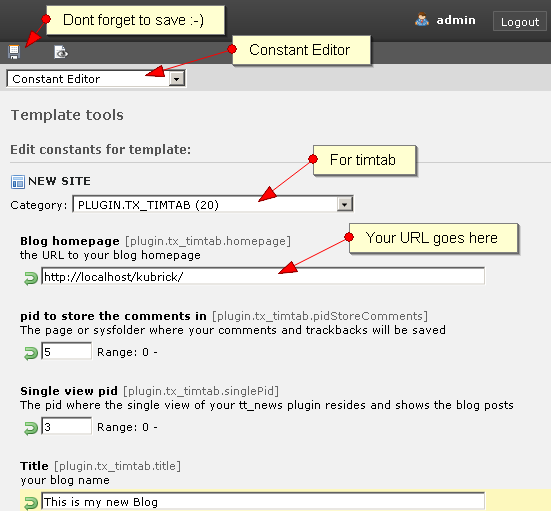 Dont forget to save :-)
admin
Logout
Constant Editor
Constant Editor
Template tools
Edit constants for template:
For timtab
NEW SITE
Category: PLUGIN.TX_TIMTAB (20)
Blog homepage [plugin.tx_timtab.homepage]
the URL to your blog homepage
Your URL goes here
http://localhost/kubrick/
pid to store the comments in [plugin.tx_timtab.pidStoreComments]
The page or sysfolder where your comments and trackbacks will be saved
5 Range: 0 -
Single view pid [plugin.tx_timtab.singlePid]
The pid where the single view of your tt_news plugin resides and shows the blog posts
3 Range: 0 -
Title [plugin.tx_timtab.title]
your blog name
This is my new Blog